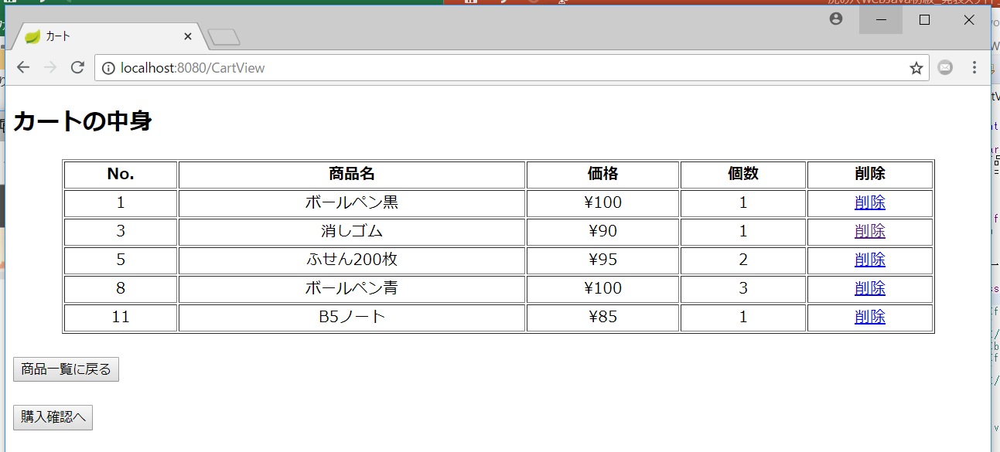 カート
localhost:8080/CartView
カートの中身
No. 商品名 価格 個数 削除
1 ボールペン黒 ¥100 1 削除
3 消しゴム ¥90 1 削除
5 ふせん200枚 ¥95 2 削除
8 ボールペン青 ¥100 3 削除
11 B5ノート ¥85 1 削除
商品一覧に戻る
購入確認へ